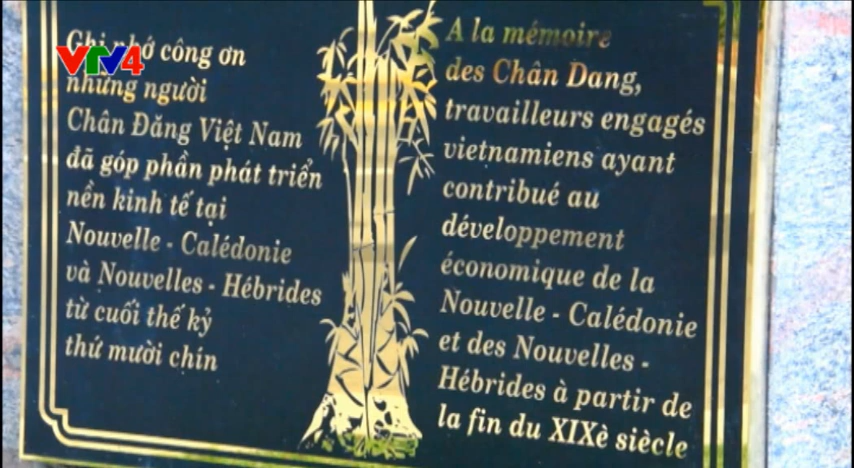 VTV4
Ghi nhớ công ơn
những người
Chân Đăng Việt Nam
đã góp phần phát triển
nền kinh tế tại
Nouvelle - Calédonie
và Nouvelles - Hébrides
từ cuối thế kỷ
thứ mười chín
A la mémoire
des Chân Dang,
travailleurs engagés
vietnamiens ayant
contribué au
développement
économique de la
Nouvelle - Calédonie
et des Nouvelles -
Hébrides à partir de
la fin du XIXè siècle